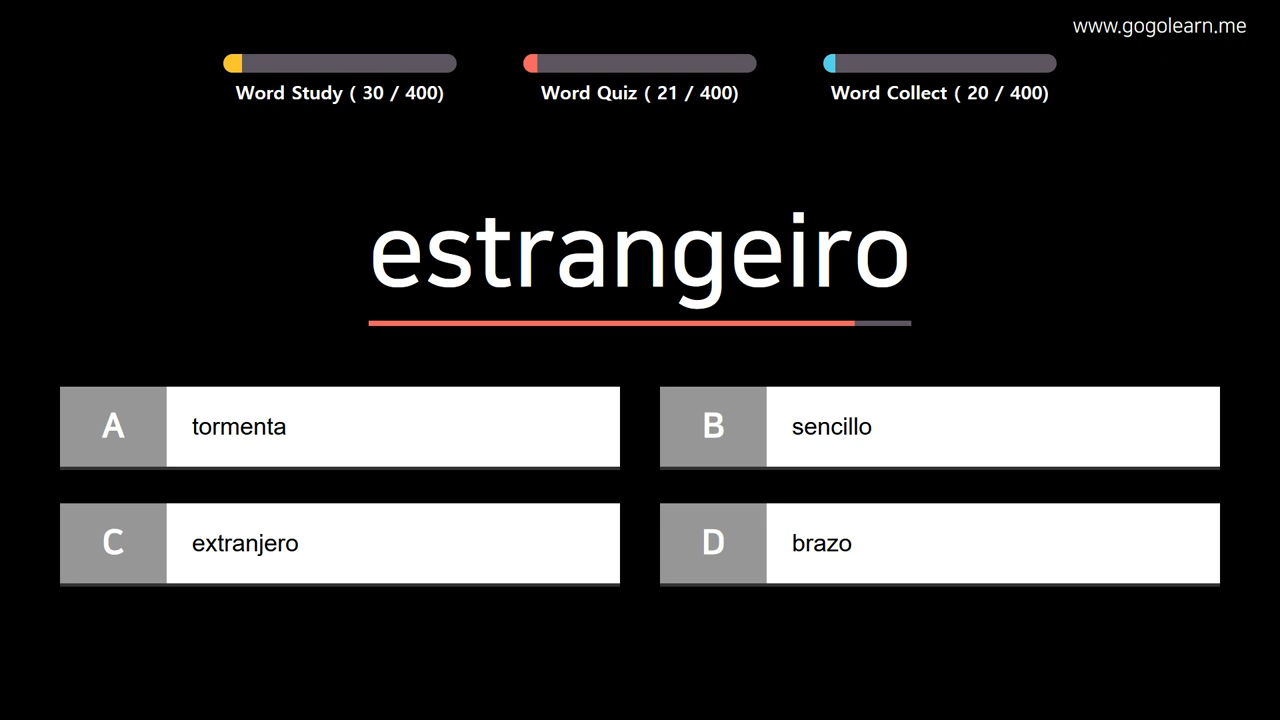 www.gogolearn.me
Word Study ( 30 / 400)
Word Quiz ( 21 / 400)
Word Collect ( 20 / 400)
estrangeiro
A tormenta
B sencillo
C extranjero
D brazo